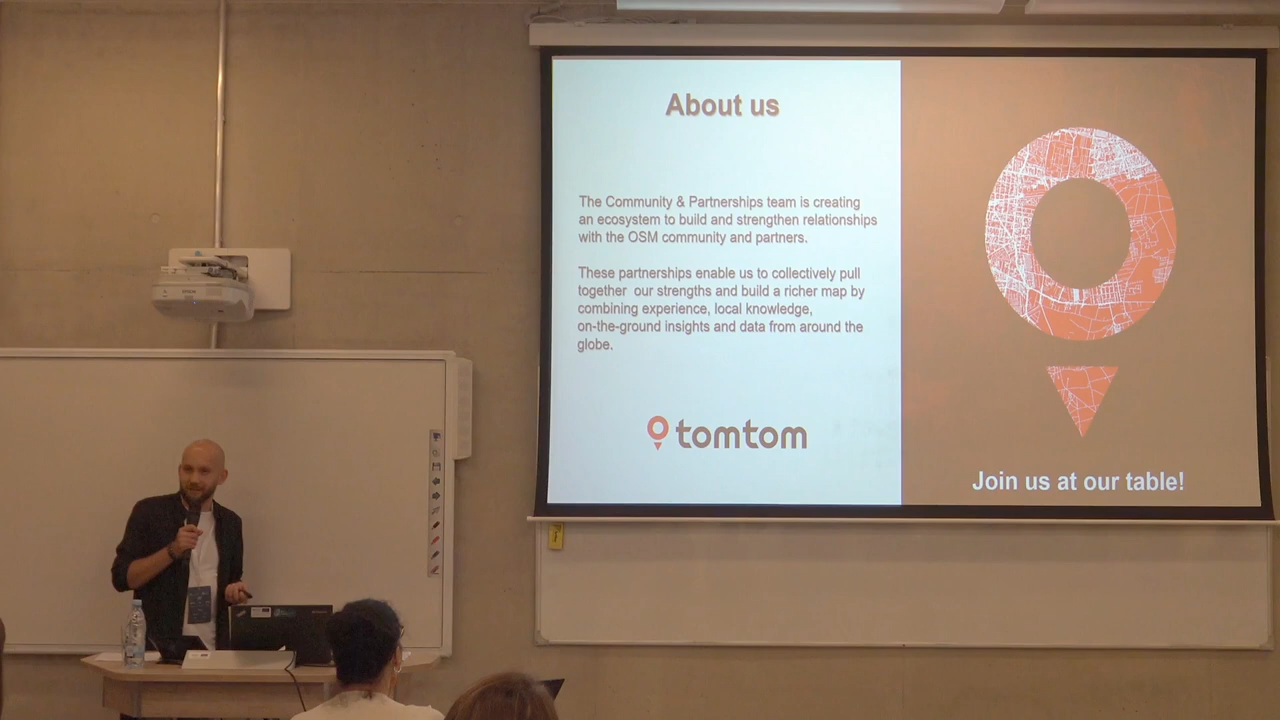 About us
The Community & Partnerships team is creating
an ecosystem to build and strengthen relationships
with the OSM community and partners.
These partnerships enable us to collectively pull
together our strengths and build a richer map by
combining experience, local knowledge,
on-the-ground insights and data from around the
globe.
tomtom
Join us at our table!